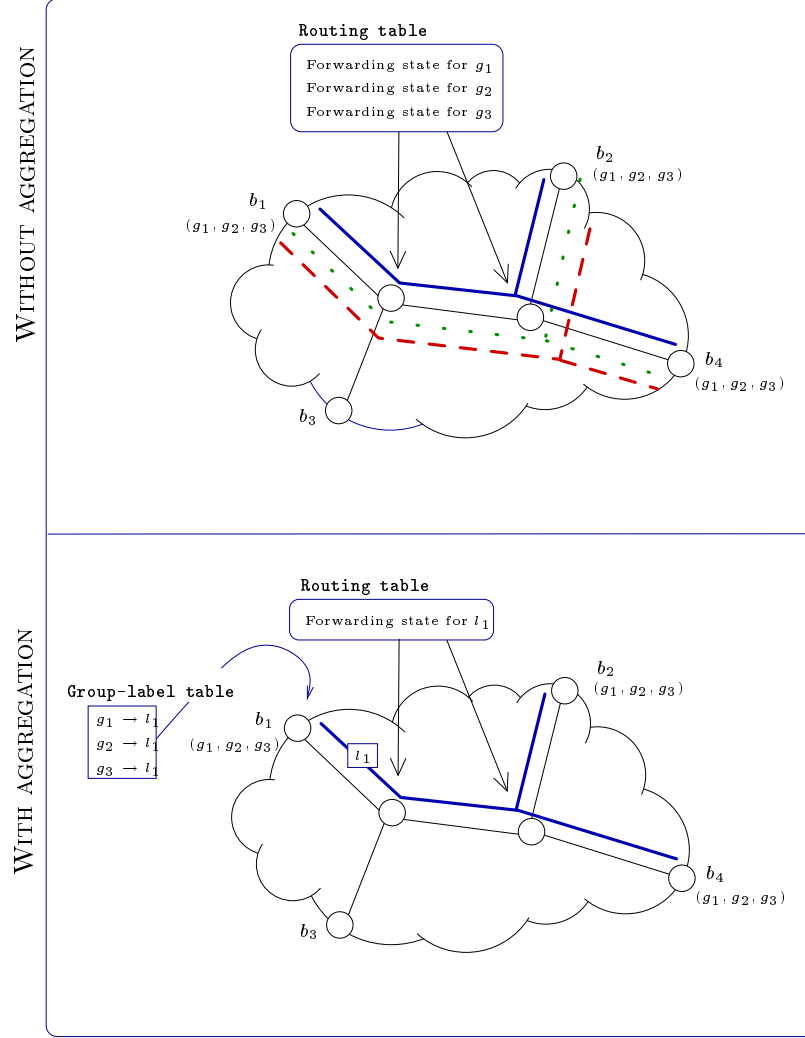 WITHOUT AGGREGATION
Routing table
Forwarding state for g1
Forwarding state for g2
Forwarding state for g3
b2
(g1, g2, g3)
b1
(g1, g2, g3)
b4
(g1, g2, g3)
b3
WITH AGGREGATION
Routing table
Forwarding state for l1
Group-label table
g1 → l1
g2 → l1
g3 → l1
b2
(g1, g2, g3)
b1
(g1, g2, g3)
l1
b4
(g1, g2, g3)
b3